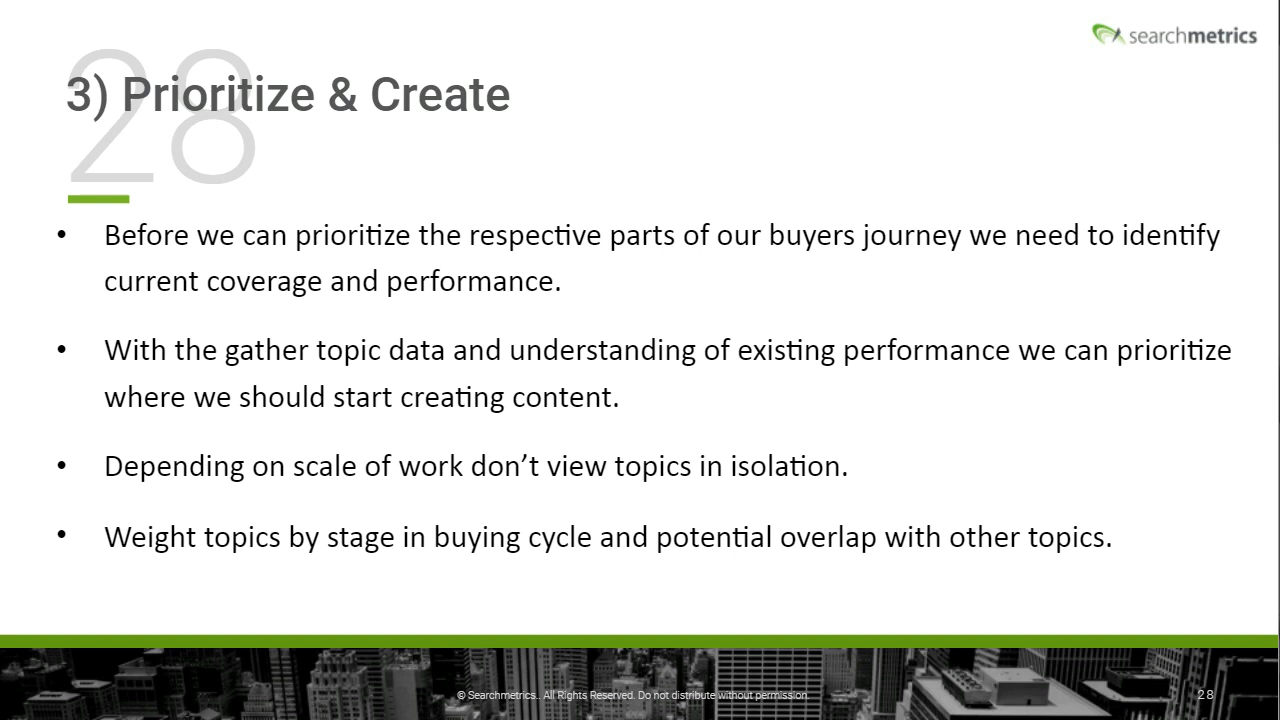 searchmetrics
28
3) Prioritize & Create
• Before we can prioritize the respective parts of our buyers journey we need to identify
current coverage and performance.
• With the gather topic data and understanding of existing performance we can prioritize
where we should start creating content.
• Depending on scale of work don’t view topics in isolation.
• Weight topics by stage in buying cycle and potential overlap with other topics.
© Searchmetrics.. All Rights Reserved. Do not distribute without permission.
28